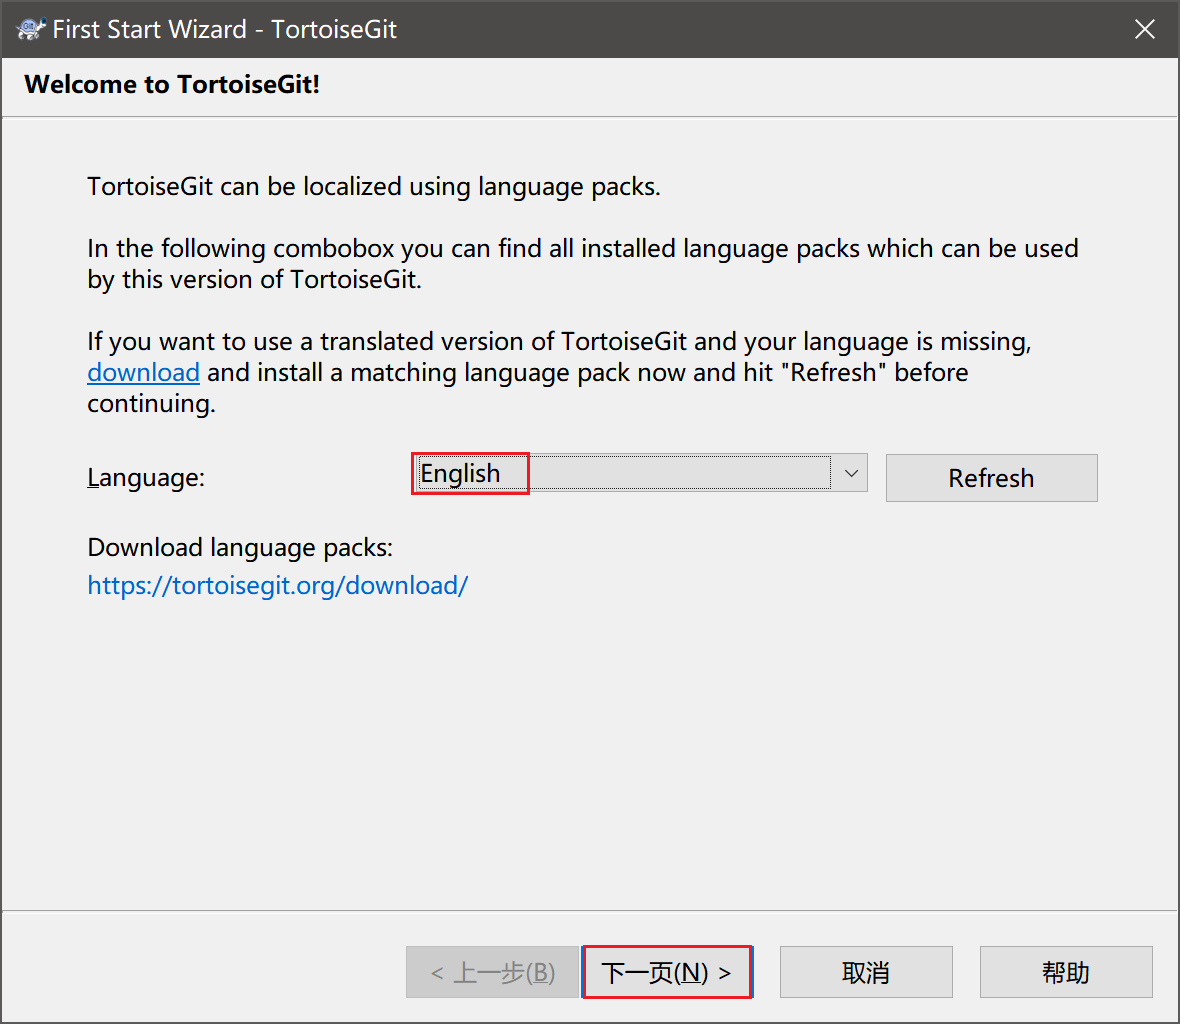 First Start Wizard - TortoiseGit
Welcome to TortoiseGit!
TortoiseGit can be localized using language packs.
In the following combobox you can find all installed language packs which can be used
by this version of TortoiseGit.
If you want to use a translated version of TortoiseGit and your language is missing,
download and install a matching language pack now and hit "Refresh" before
continuing.
Language: English Refresh
Download language packs:
https://tortoisegit.org/download/
< 上一步(B) 下一页(N) > 取消 帮助